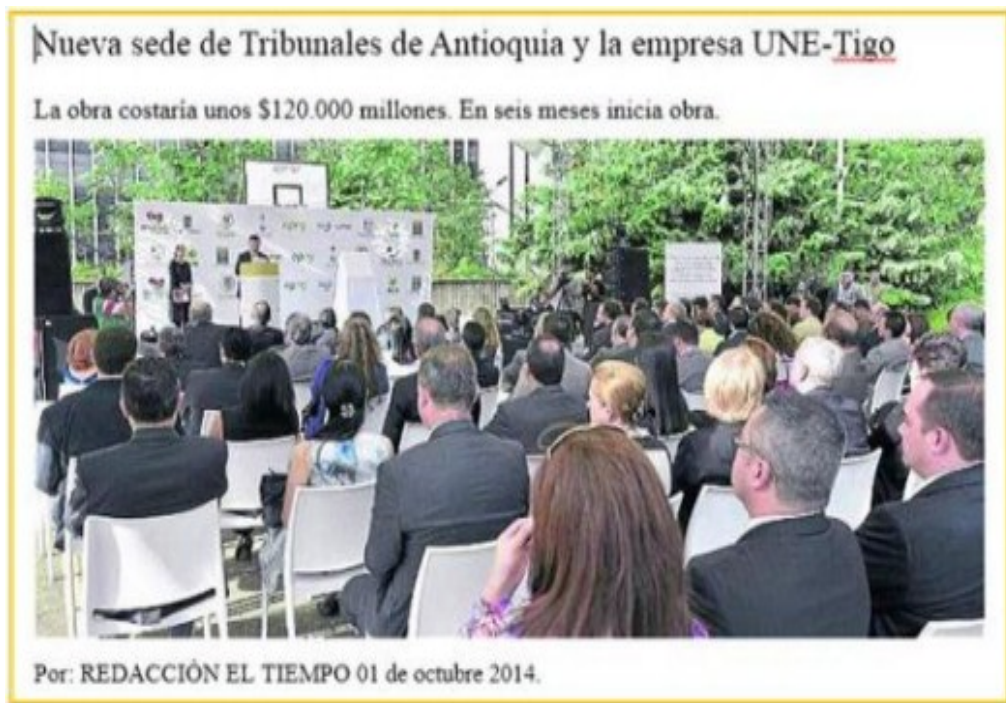 Nueva sede de Tribunales de Antioquia y la empresa UNE-Tigo
La obra costaría unos $120.000 millones. En seis meses inicia obra.
Por: REDACCIÓN EL TIEMPO 01 de octubre 2014.